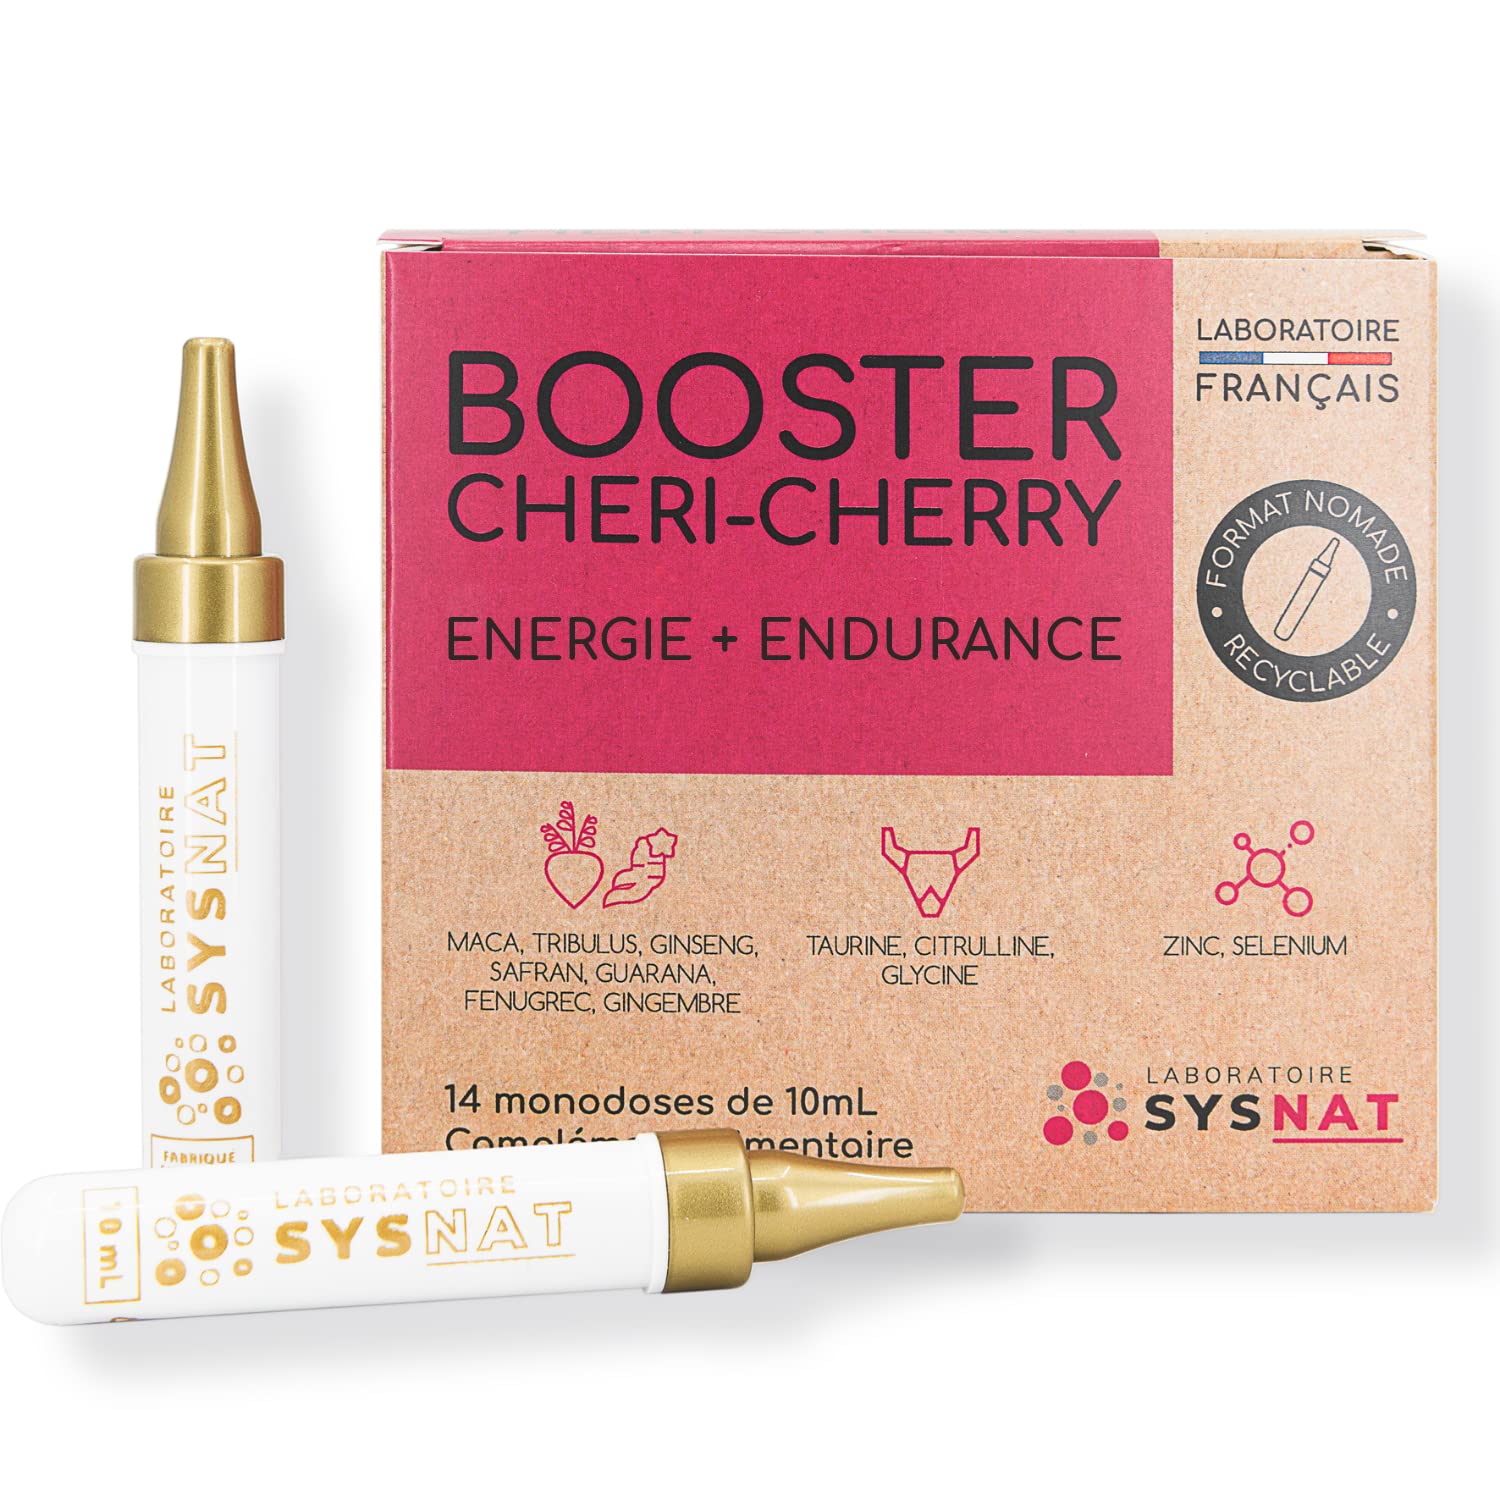 BOOSTER
CHERI-CHERRY
ENERGIE + ENDURANCE
LABORATOIRE
FRANÇAIS
FORMAT NOMADE
RECYCLABLE
MACA, TRIBULUS, GINSENG,
SAFRAN, GUARANA,
FENUGREC, GINGEMBRE
TAURINE, CITRULLINE,
GLYCINE
ZINC, SELENIUM
14 monodoses de 10mL
LABORATOIRE
SYSNAT
LABORATOIRE
SYSNAT
FABRIQUÉ
LABORATOIRE
SYSNAT
10 mL